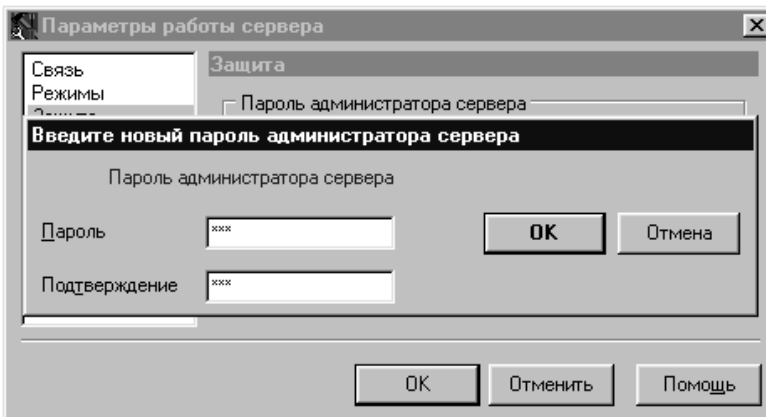 Параметры работы сервера
Связь
Режимы
Защита
Пароль администратора сервера
Введите новый пароль администратора сервера
Пароль администратора сервера
Пароль
***
OK
Отмена
Подтверждение
***
OK
Отменить
Помощь